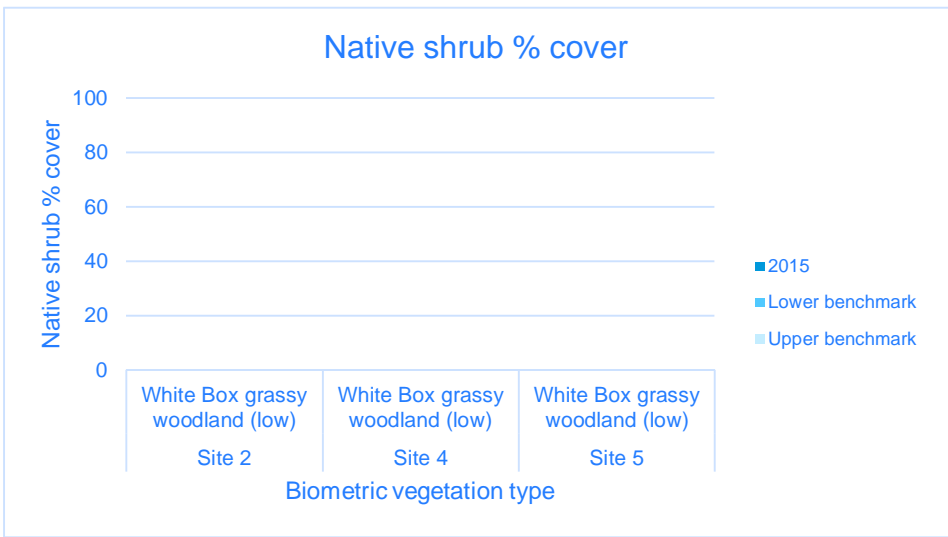 Native shrub % cover
Native shrub % cover
100
80
60
40
20
0
2015
Lower benchmark
Upper benchmark
White Box grassy
woodland (low)
White Box grassy
woodland (low)
White Box grassy
woodland (low)
Site 2
Site 4
Site 5
Biometric vegetation type